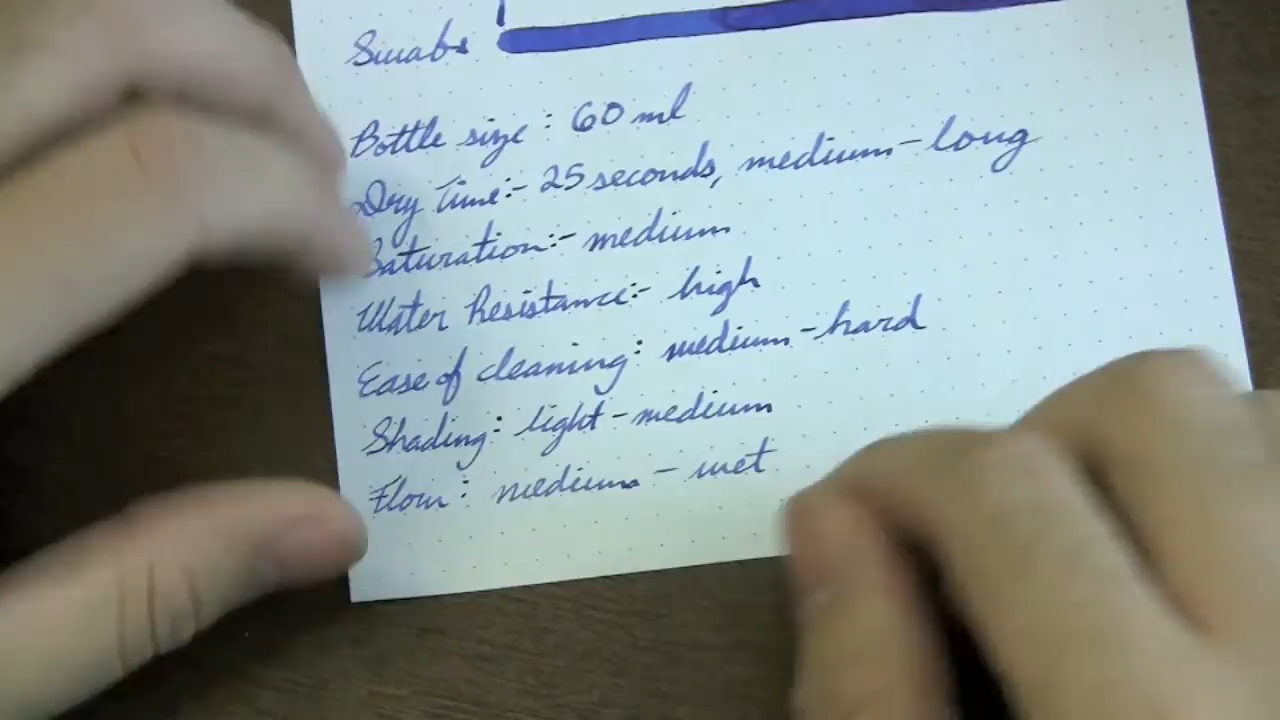 Swabs
Bottle size: 60 ml
Dry Time:- 25 seconds, medium-long
Saturation:- medium
Water Resistance:- high
Ease of cleaning: medium-hard
Shading: light-medium
Flow: medium - wet